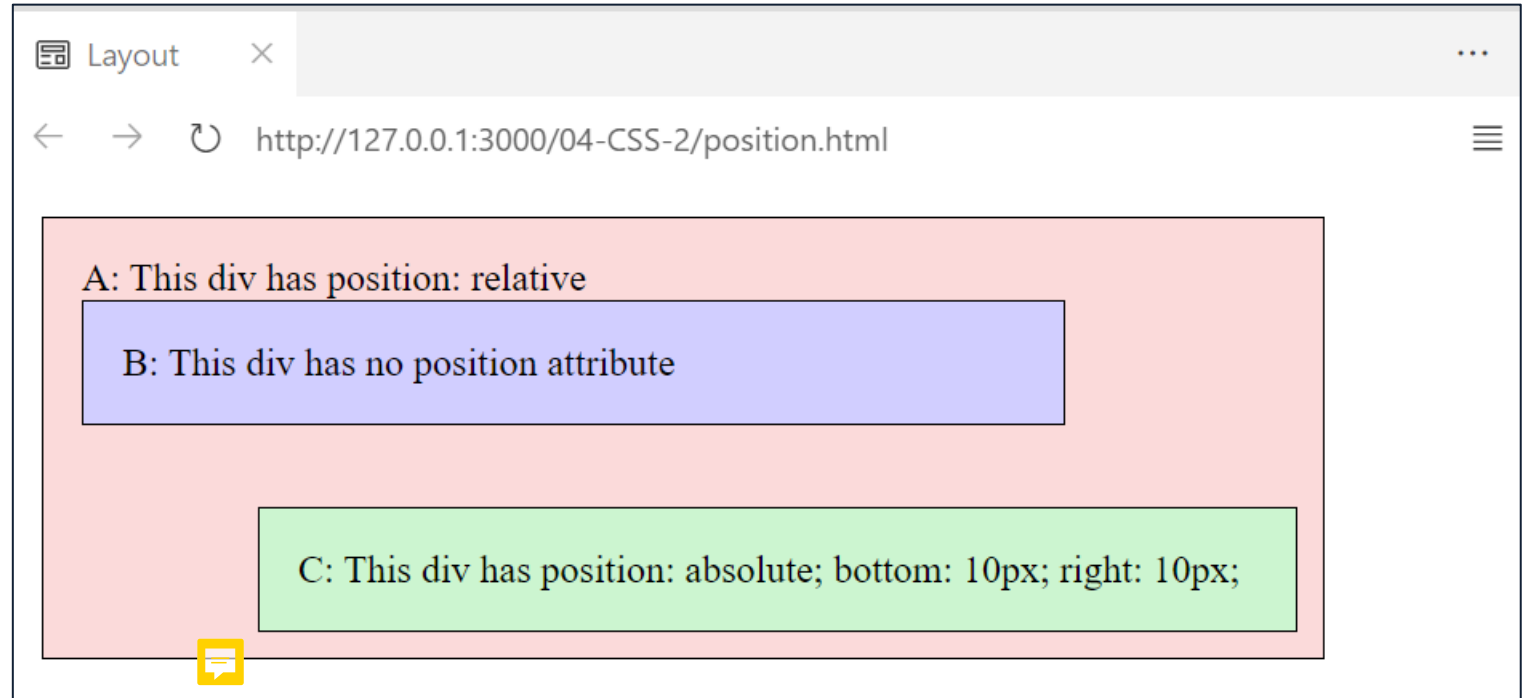 Layout
http://127.0.0.1:3000/04-CSS-2/position.html
A: This div has position: relative
B: This div has no position attribute
C: This div has position: absolute; bottom: 10px; right: 10px;